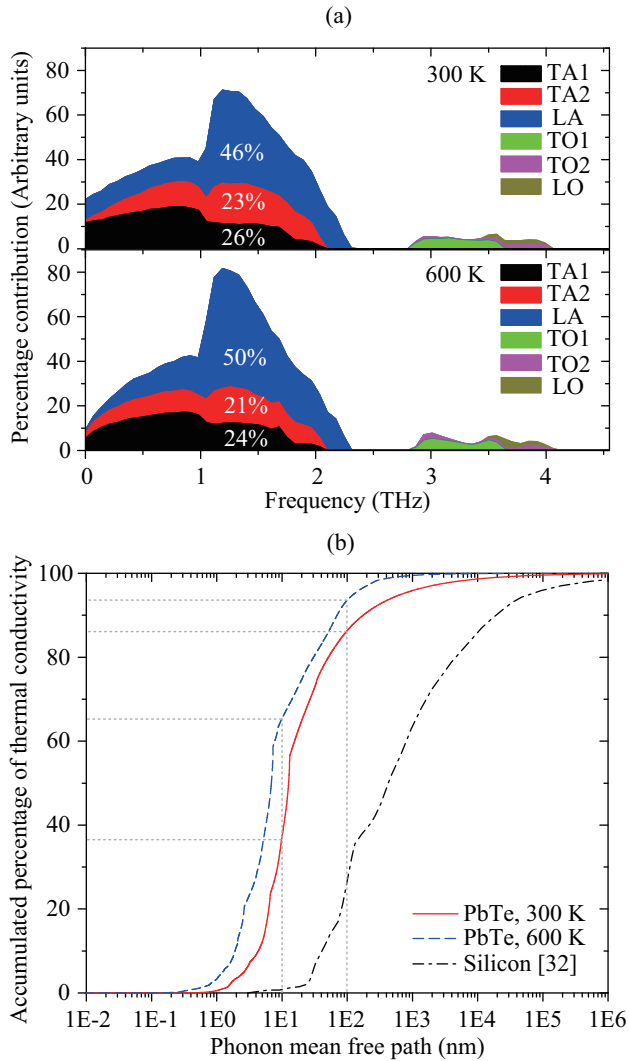 (a)
Percentage contribution (Arbitrary units)
80
60
40
20
0
300 K
TA1
TA2
LA
TO1
TO2
LO
46%
23%
26%
80
60
40
20
0
600 K
TA1
TA2
LA
TO1
TO2
LO
50%
21%
24%
0
1
2
3
4
Frequency (THz)
(b)
Accumulated percentage of thermal conductivity
100
80
60
40
20
0
PbTe, 300 K
PbTe, 600 K
Silicon [32]
1E-2
1E-1
1E0
1E1
1E2
1E3
1E4
1E5
1E6
Phonon mean free path (nm)